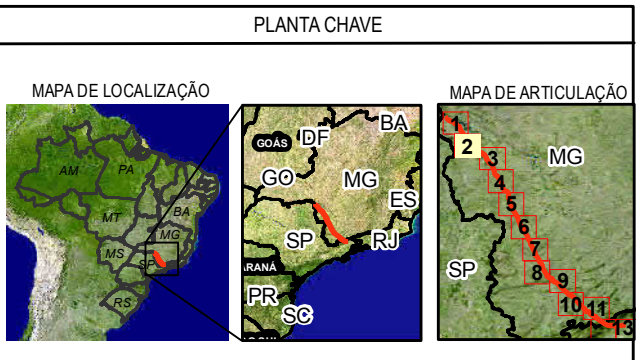 PLANTA CHAVE
MAPA DE LOCALIZAÇÃO
MAPA DE ARTICULAÇÃO
AM
PA
MT
BA
MG
MS
SP
RS
GOÁS
DF
BA
GO
MG
ES
SP
RJ
ARANÁ
PR
SC
1
2
3
MG
4
5
6
7
SP
8
9
10
11
13